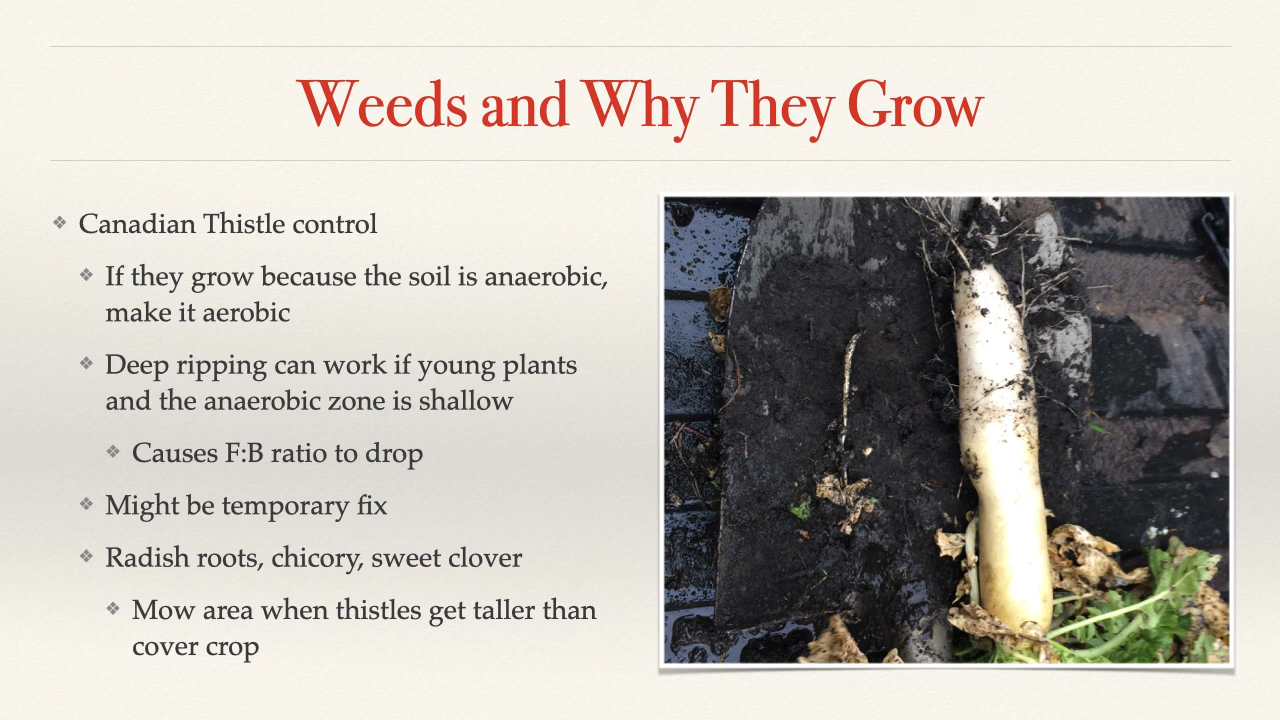 Weeds and Why They Grow
Canadian Thistle control
If they grow because the soil is anaerobic,
make it aerobic
Deep ripping can work if young plants
and the anaerobic zone is shallow
Causes F:B ratio to drop
Might be temporary fix
Radish roots, chicory, sweet clover
Mow area when thistles get taller than
cover crop